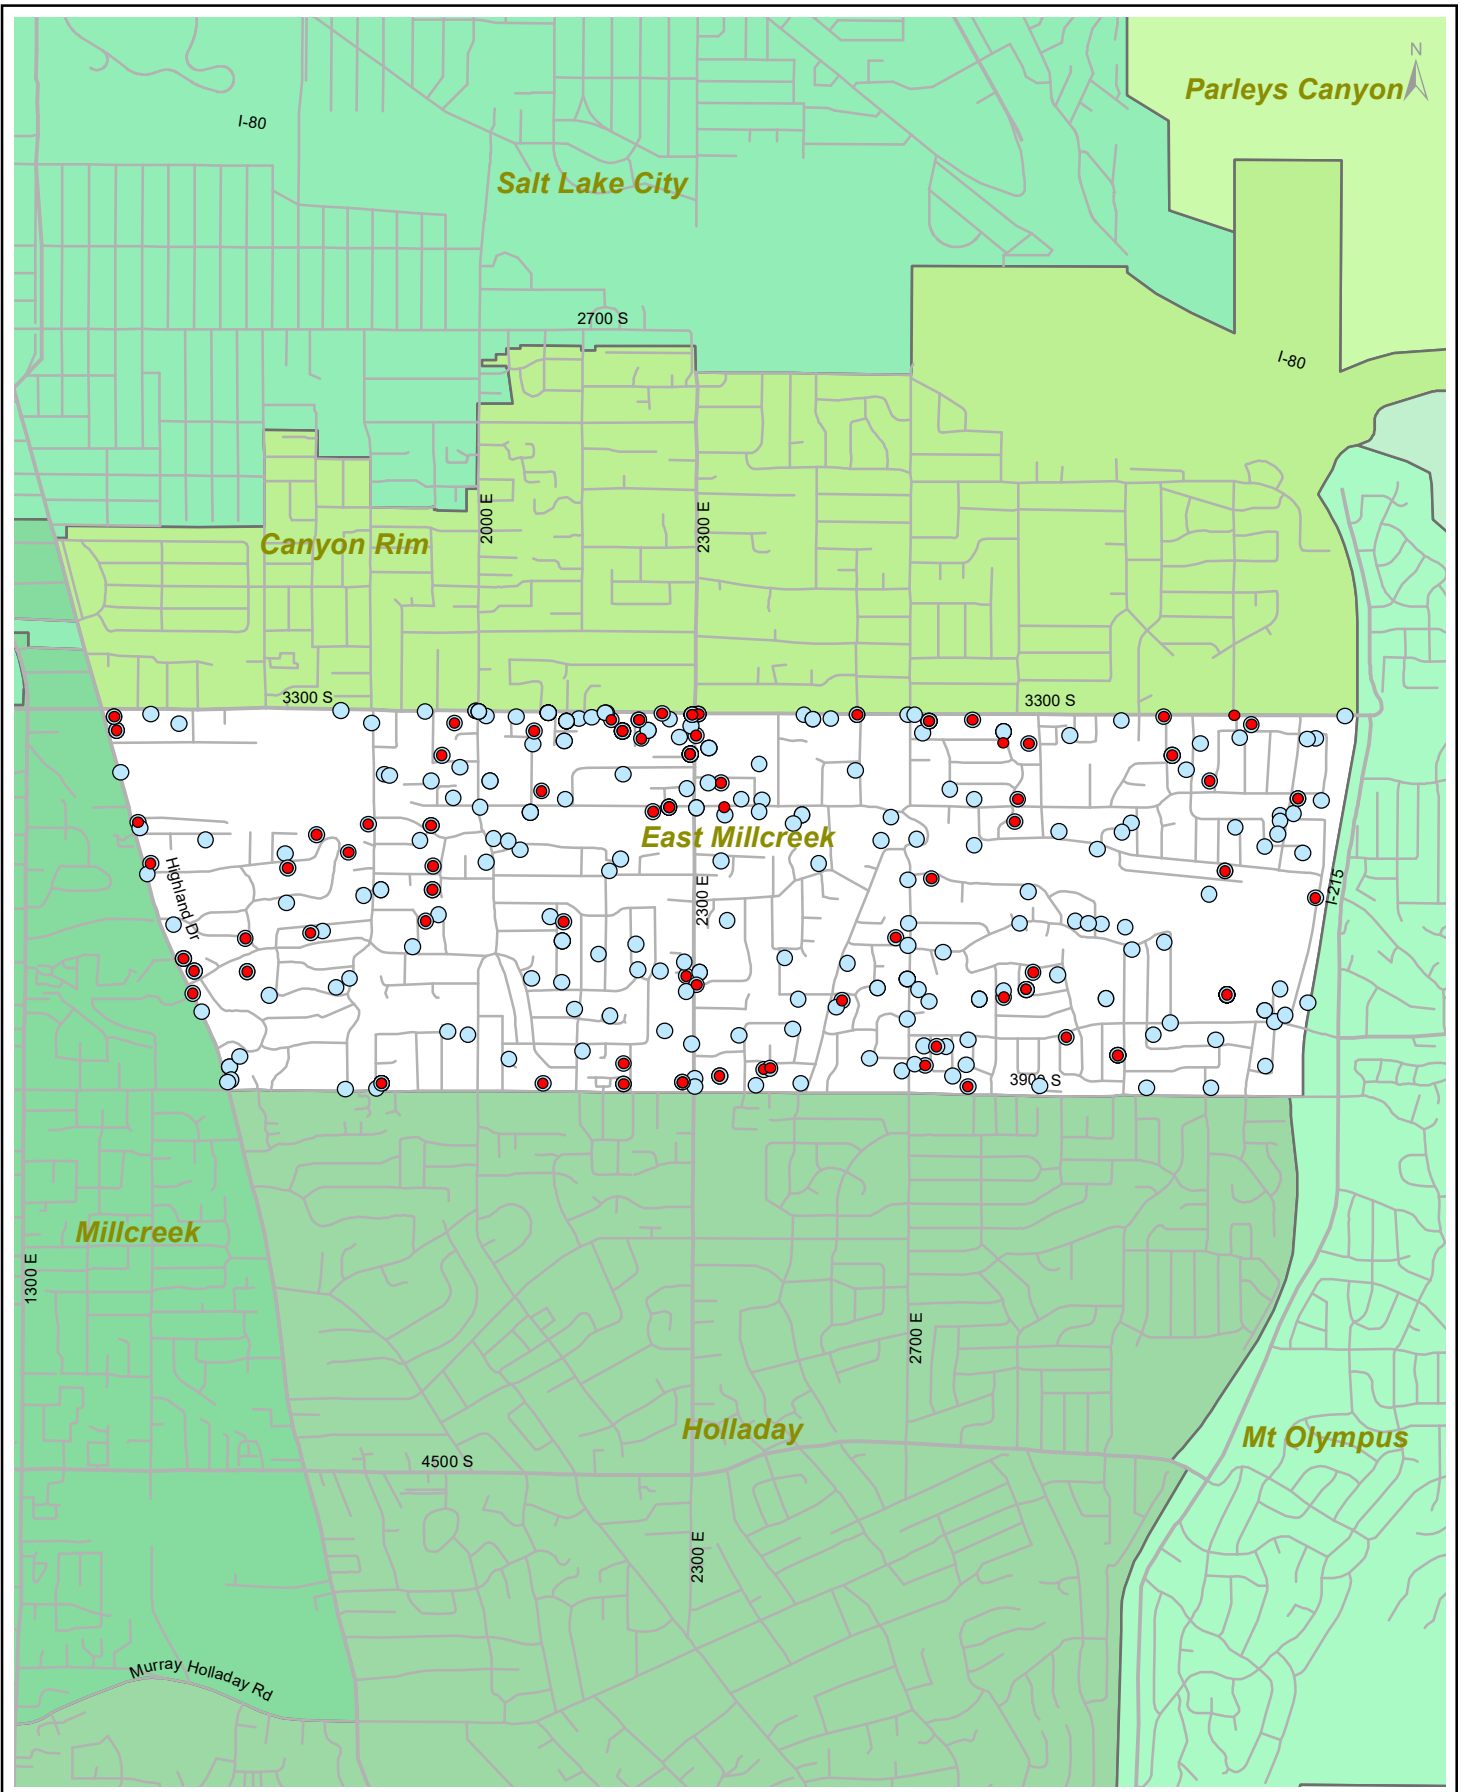 N
Parleys Canyon
I-80
Salt Lake City
2700 S
I-80
2000 E
2300 E
Canyon Rim
3300 S
3300 S
East Millcreek
Highland Dr
2300 E
I-215
3900 S
Millcreek
1300 E
2700 E
Holladay
Mt Olympus
4500 S
2300 E
Murray Holladay Rd